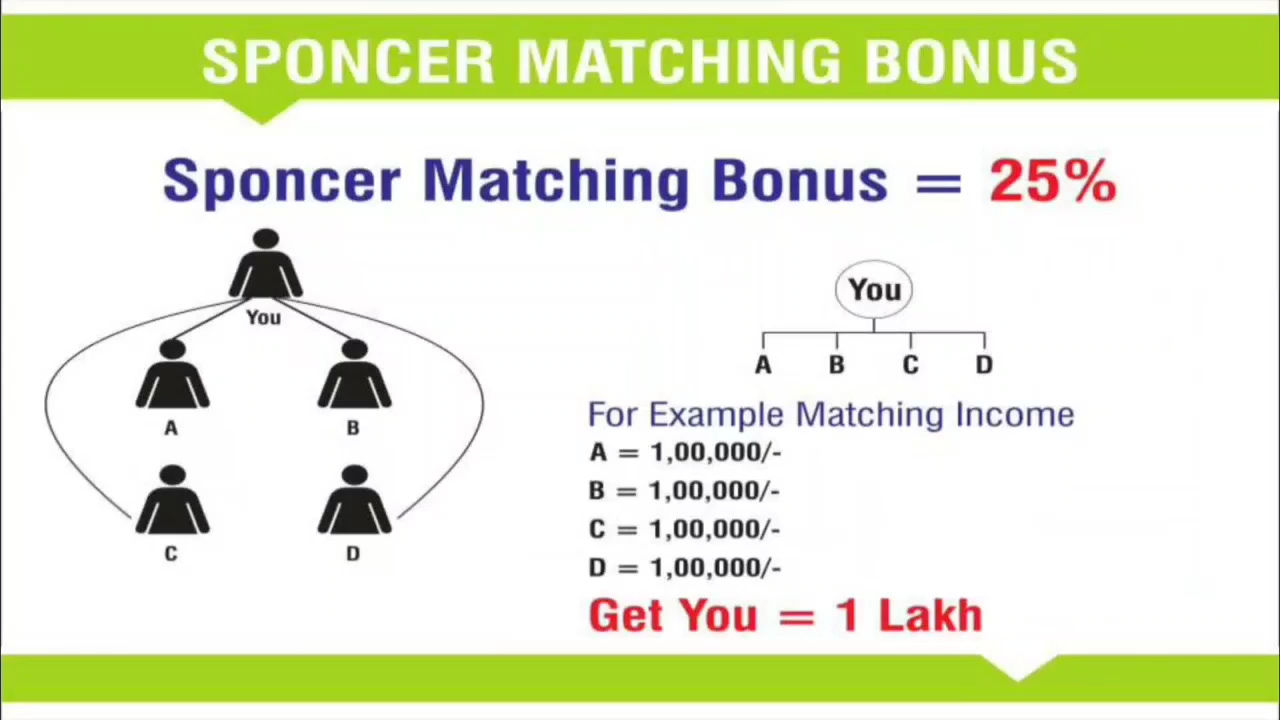 SPONCER MATCHING BONUS
Sponcer Matching Bonus = 25%
You
A
B
C
D
You
A B C D
For Example Matching Income
A = 1,00,000/-
B = 1,00,000/-
C = 1,00,000/-
D = 1,00,000/-
Get You = 1 Lakh